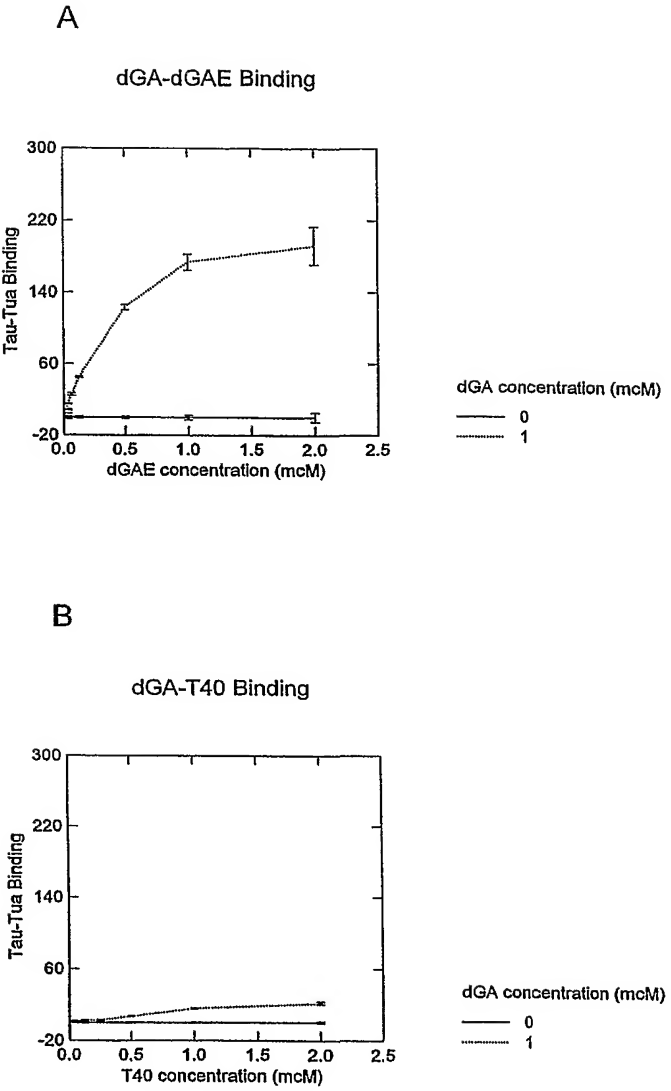 A
dGA-dGAE Binding
300
220
140
60
-20
Tau-Tua Binding
0.0 0.5 1.0 1.5 2.0 2.5
dGAE concentration (mcM)
dGA concentration (mcM)
0
1
B
dGA-T40 Binding
300
220
140
60
-20
Tau-Tua Binding
0.0 0.5 1.0 1.5 2.0 2.5
T40 concentration (mcM)
dGA concentration (mcM)
0
1